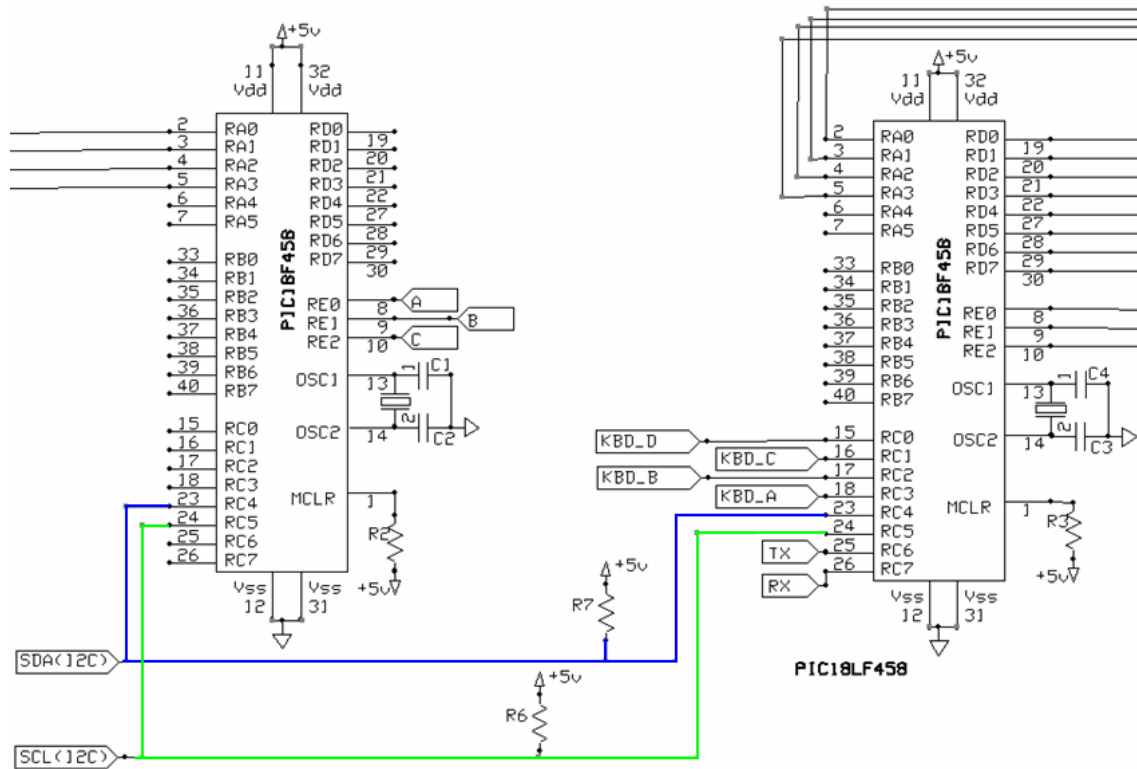 +5v
11
32
Vdd
Vdd
2
RA0
RD0
19
3
RA1
RD1
20
4
RA2
RD2
21
5
RA3
RD3
22
6
RA4
RD4
27
7
RA5
RD5
28
RD6
29
RD7
30
PIC18F458
33
RB0
34
RB1
35
RB2
36
RB3
37
RB4
38
RB5
39
RB6
40
RB7
RE0
8
A
RE1
9
B
RE2
10
C
OSC1
13
1
C1
2
OSC2
14
C2
15
RC0
16
RC1
17
RC2
18
RC3
23
RC4
24
RC5
25
RC6
26
RC7
MCLR
1
R2
+5v
Vss
Vss
12
31
SDA(I2C)
SCL(I2C)
+5v
R7
+5v
R6
+5v
11
32
Vdd
Vdd
2
RA0
RD0
19
3
RA1
RD1
20
4
RA2
RD2
21
5
RA3
RD3
22
6
RA4
RD4
27
7
RA5
RD5
28
RD6
29
RD7
30
PIC18F458
33
RB0
34
RB1
35
RB2
36
RB3
37
RB4
38
RB5
39
RB6
40
RB7
RE0
8
RE1
9
RE2
10
OSC1
13
1
C4
2
OSC2
14
C3
KBD_D
15
RC0
KBD_C
16
RC1
KBD_B
17
RC2
KBD_A
18
RC3
23
RC4
24
RC5
TX
25
RC6
RX
26
RC7
MCLR
1
R3
+5v
Vss
Vss
12
31
PIC18LF458